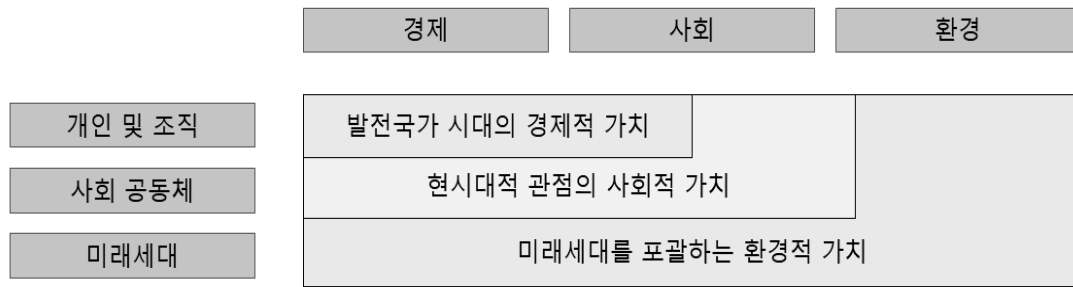 경제 사회 환경
개인 및 조직 발전국가 시대의 경제적 가치
사회 공동체 현시대적 관점의 사회적 가치
미래세대 미래세대를 포괄하는 환경적 가치